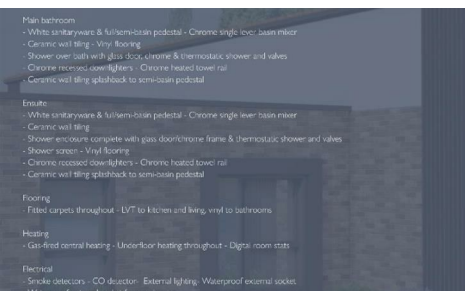 Main bathroom
- White sanitaryware & full/semi-basin pedestal - Chrome single lever basin mixer
- Ceramic wall tiling - Vinyl flooring
- Shower over bath with glass door, chrome & thermostatic shower and valves
- Chrome recessed downlighters - Chrome heated towel rail
- Ceramic wall tiling splashback to semi-basin pedestal
Ensuite
- White sanitaryware & full/semi-basin pedestal - Chrome single lever basin mixer
- Ceramic wall tiling
- Shower enclosure complete with glass door/chrome frame & thermostatic shower and valves
- Shower screen - Vinyl flooring
- Chrome recessed downlighters - Chrome heated towel rail
- Ceramic wall tiling splashback to semi-basin pedestal
Flooring
- Fitted carpets throughout - LVT to kitchen and living, vinyl to bathrooms
Heating
- Gas-fired central heating - Underfloor heating throughout - Digital room stats
Electrical
- Smoke detectors - CO detector- External lighting - Waterproof external socket